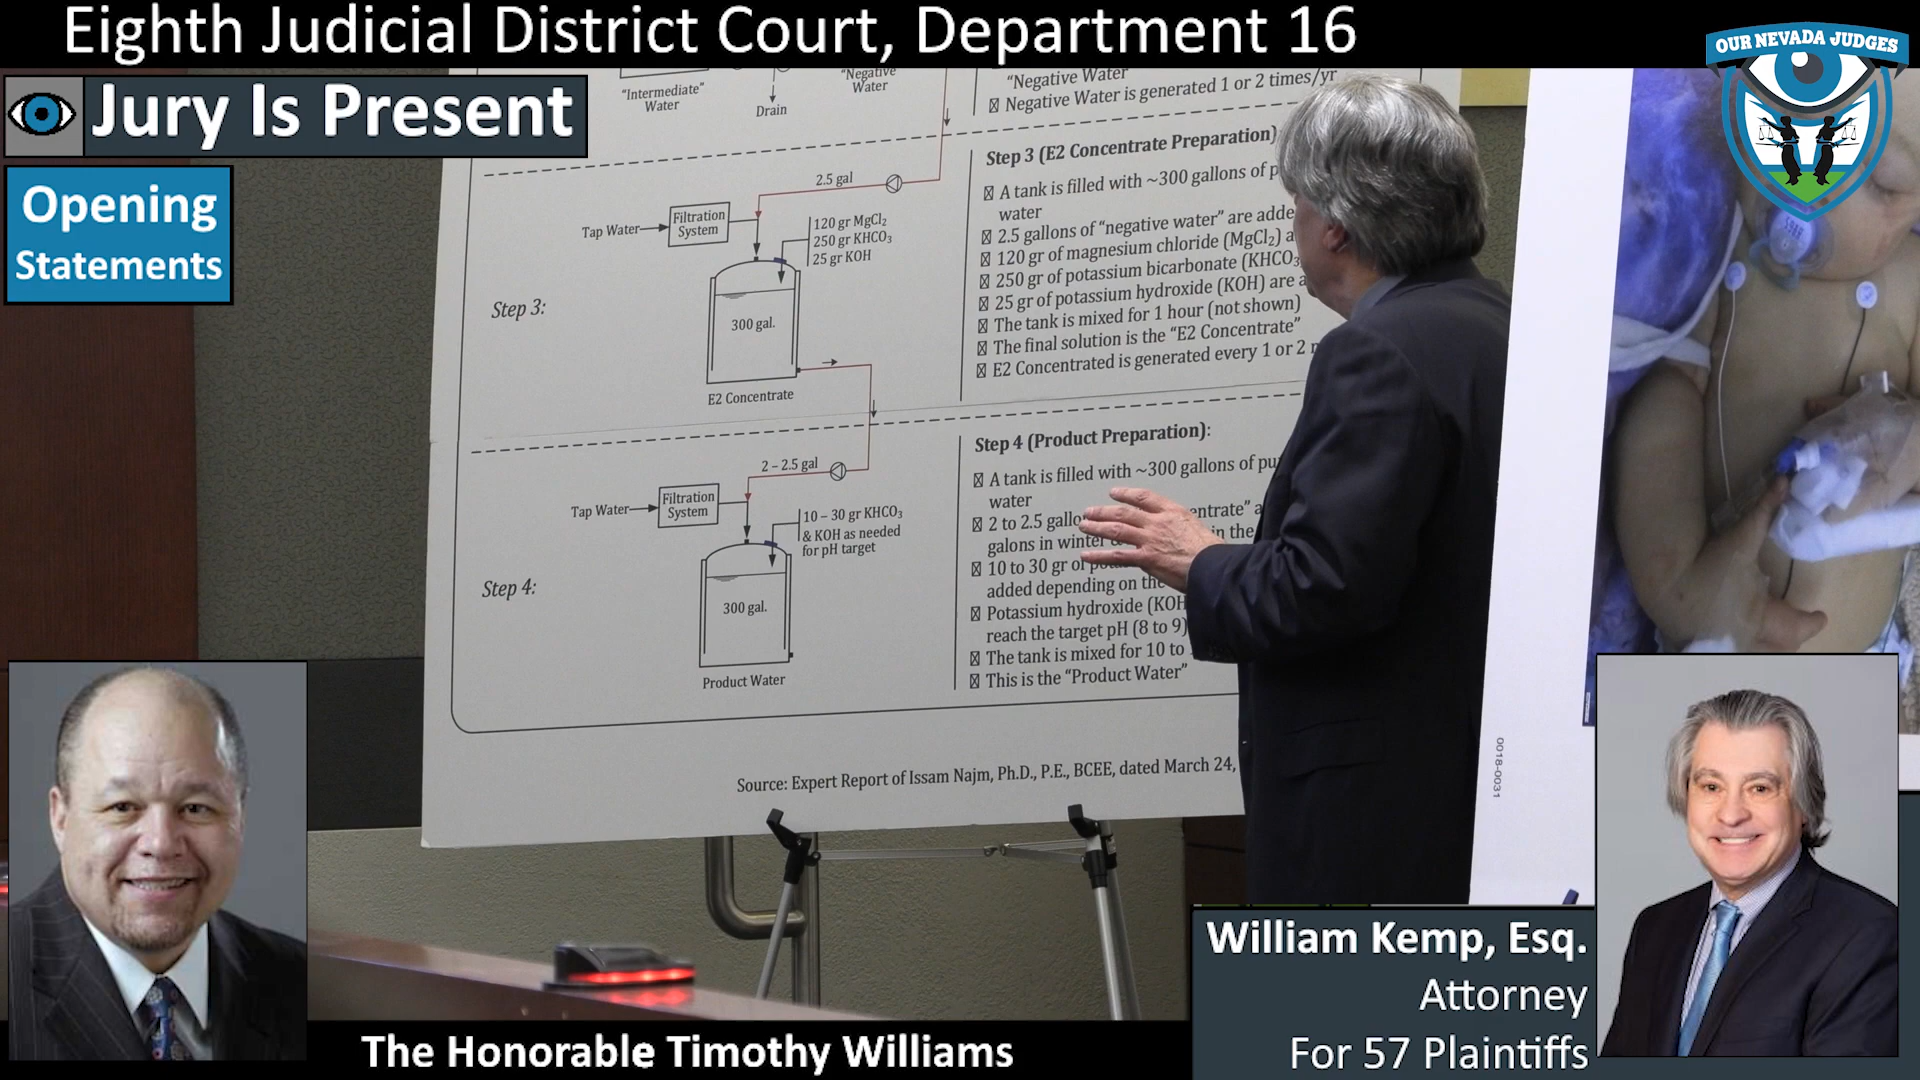 Eighth Judicial District Court, Department 16
OUR NEVADA JUDGES
Jury Is Present
Opening
Statements
"Intermediate"
Water
Drain
"Negative
Water
"Negative Water"
Negative Water is generated 1 or 2 times/yr
Step 3:
2.5 gal
Tap Water
Filtration
System
120 gr MgCl2
250 gr KHCO3
25 gr KOH
300 gal.
E2 Concentrate
Step 3 (E2 Concentrate Preparation)
A tank is filled with ~300 gallons of
water
2.5 gallons of "negative water" are adde
120 of magnesium chloride (MgCl2) a
250 gr of potassium bicarbonate (KHCO3
25 gr of potassium hydroxide (KOH) are a
The tank is mixed for 1 hour (not shown)
The final solution is the "E2 Concentrate"
E2 Concentrated is generated every 1 or 2
Step 4:
2 – 2.5 gal
Tap Water
Filtration
System
10 – 30 gr KHCO3
& KOH as needed
for pH target
300 gal.
Product Water
Step 4 (Product Preparation):
A tank is filled with ~300 gallons of pu
water
2 to 2.5 gallo entrate" a
galons in winter in the
10 to 30 gr of
added depending on the
Potassium hydroxide (KOH
reach the target pH (8 to 9)
The tank is mixed for 10 to
This is the "Product Water"
Source: Expert Report of Issam Najm, Ph.D., P.E., BCEE, dated March 24,
0018-0031
William Kemp, Esq.
Attorney
For 57 Plaintiffs
The Honorable Timothy Williams